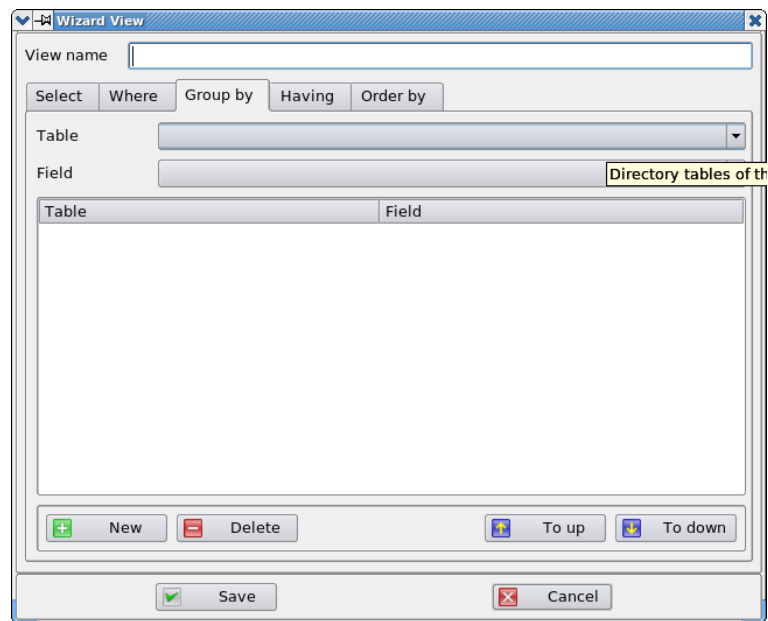 Wizard View
View name
Select Where Group by Having Order by
Table
Field
Directory tables of th
Table Field
New Delete To up To down
Save Cancel